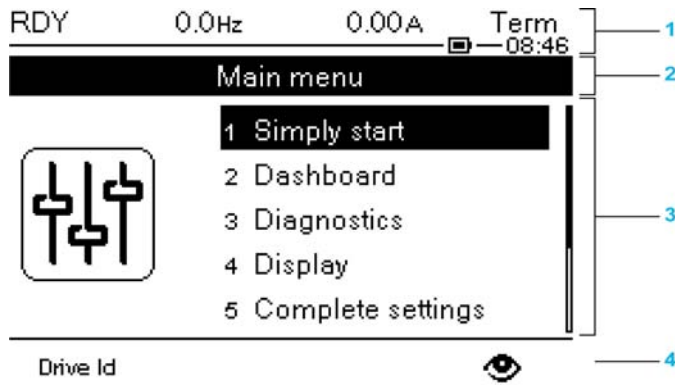 RDY 0.0Hz 0.00A Term 1
08:46
Main menu 2
1 Simply start
2 Dashboard
3 Diagnostics 3
4 Display
5 Complete settings
Drive Id 4